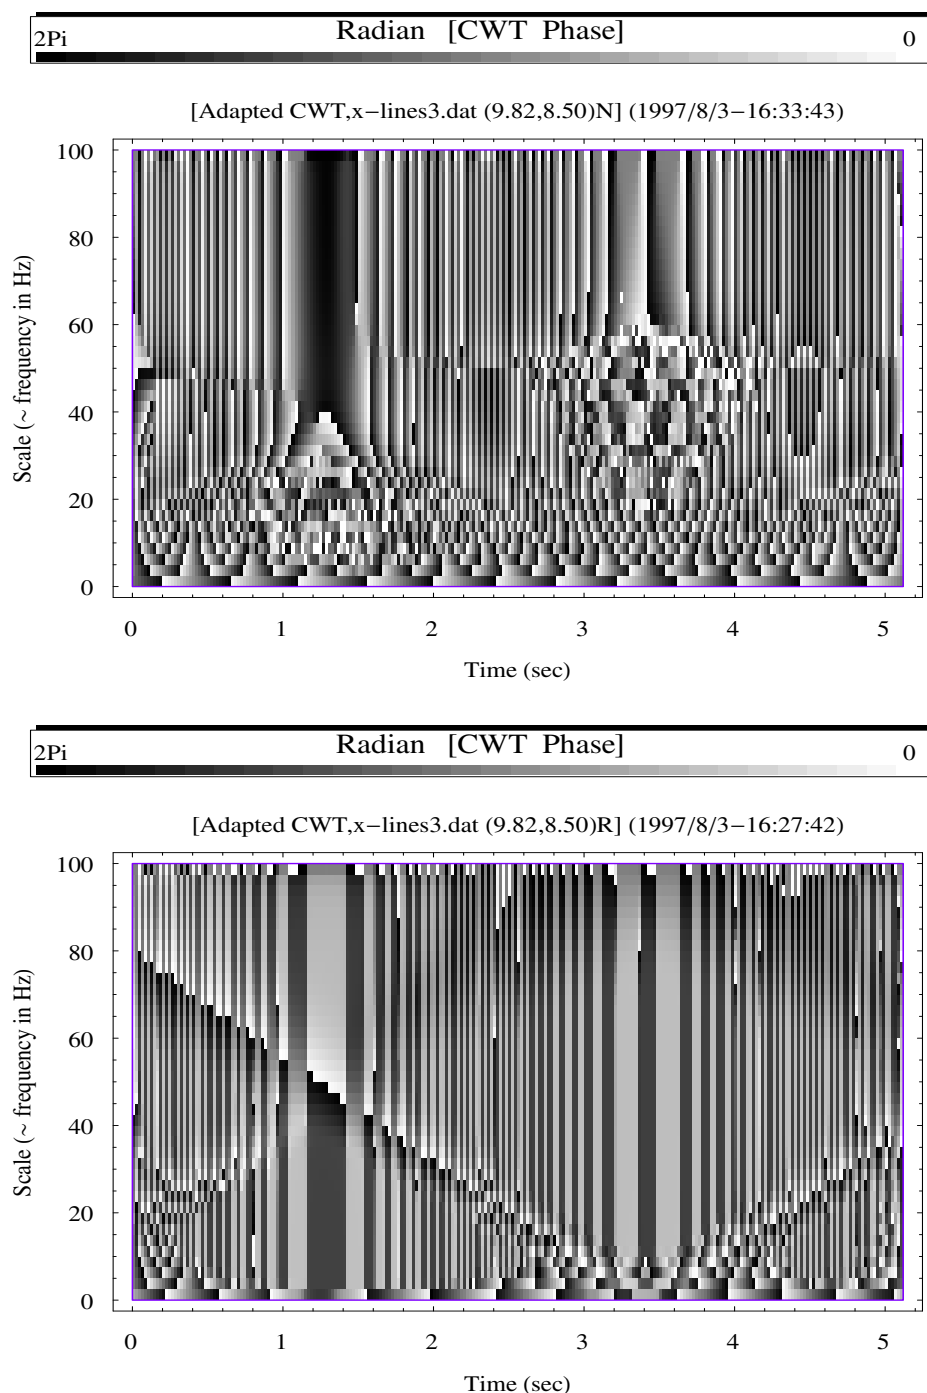 2Pi Radian [CWT Phase] 0
[Adapted CWT,x−lines3.dat (9.82,8.50)N] (1997/8/3−16:33:43)
100
80
60
40
20
0
Scale (~ frequency in Hz)
0 1 2 3 4 5
Time (sec)
2Pi Radian [CWT Phase] 0
[Adapted CWT,x−lines3.dat (9.82,8.50)R] (1997/8/3−16:27:42)
100
80
60
40
20
0
Scale (~ frequency in Hz)
0 1 2 3 4 5
Time (sec)